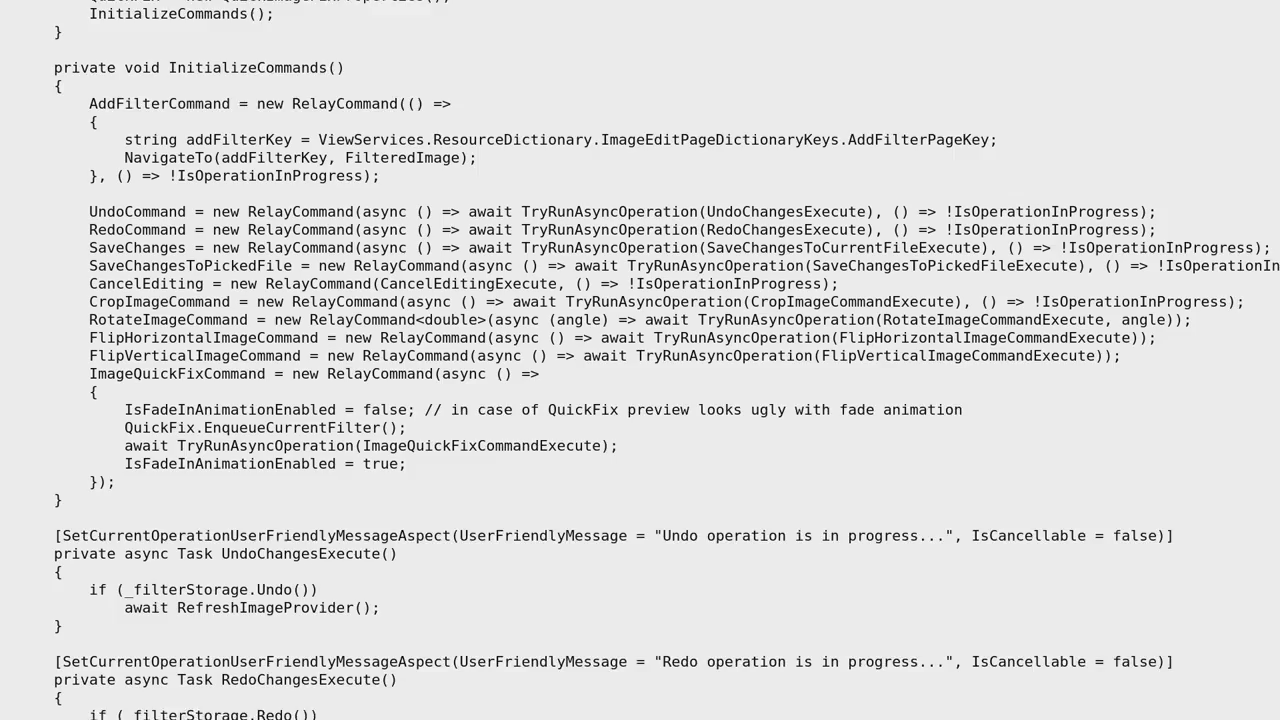 InitializeCommands();
}
private void InitializeCommands()
{
AddFilterCommand = new RelayCommand(() =>
{
string addFilterKey = ViewServices.ResourceDictionary.ImageEditPageDictionaryKeys.AddFilterPageKey;
NavigateTo(addFilterKey, FilteredImage);
}, () => !IsOperationInProgress);
UndoCommand = new RelayCommand(async () => await TryRunAsyncOperation(UndoChangesExecute), () => !IsOperationInProgress);
RedoCommand = new RelayCommand(async () => await TryRunAsyncOperation(RedoChangesExecute), () => !IsOperationInProgress);
SaveChanges = new RelayCommand(async () => await TryRunAsyncOperation(SaveChangesToCurrentFileExecute), () => !IsOperationInProgress);
SaveChangesToPickedFile = new RelayCommand(async () => await TryRunAsyncOperation(SaveChangesToPickedFileExecute), () => !IsOperationIn
CancelEditing = new RelayCommand(CancelEditingExecute, () => !IsOperationInProgress);
CropImageCommand = new RelayCommand(async () => await TryRunAsyncOperation(CropImageCommandExecute), () => !IsOperationInProgress);
RotateImageCommand = new RelayCommand<double>(async (angle) => await TryRunAsyncOperation(RotateImageCommandExecute, angle));
FlipHorizontalImageCommand = new RelayCommand(async () => await TryRunAsyncOperation(FlipHorizontalImageCommandExecute));
FlipVerticalImageCommand = new RelayCommand(async () => await TryRunAsyncOperation(FlipVerticalImageCommandExecute));
ImageQuickFixCommand = new RelayCommand(async () =>
{
IsFadeInAnimationEnabled = false; // in case of QuickFix preview looks ugly with fade animation
QuickFix.EnqueueCurrentFilter();
await TryRunAsyncOperation(ImageQuickFixCommandExecute);
IsFadeInAnimationEnabled = true;
});
}
[SetCurrentOperationUserFriendlyMessageAspect(UserFriendlyMessage = "Undo operation is in progress...", IsCancellable = false)]
private async Task UndoChangesExecute()
{
if (_filterStorage.Undo())
await RefreshImageProvider();
}
[SetCurrentOperationUserFriendlyMessageAspect(UserFriendlyMessage = "Redo operation is in progress...", IsCancellable = false)]
private async Task RedoChangesExecute()
{
if (_filterStorage.Redo())